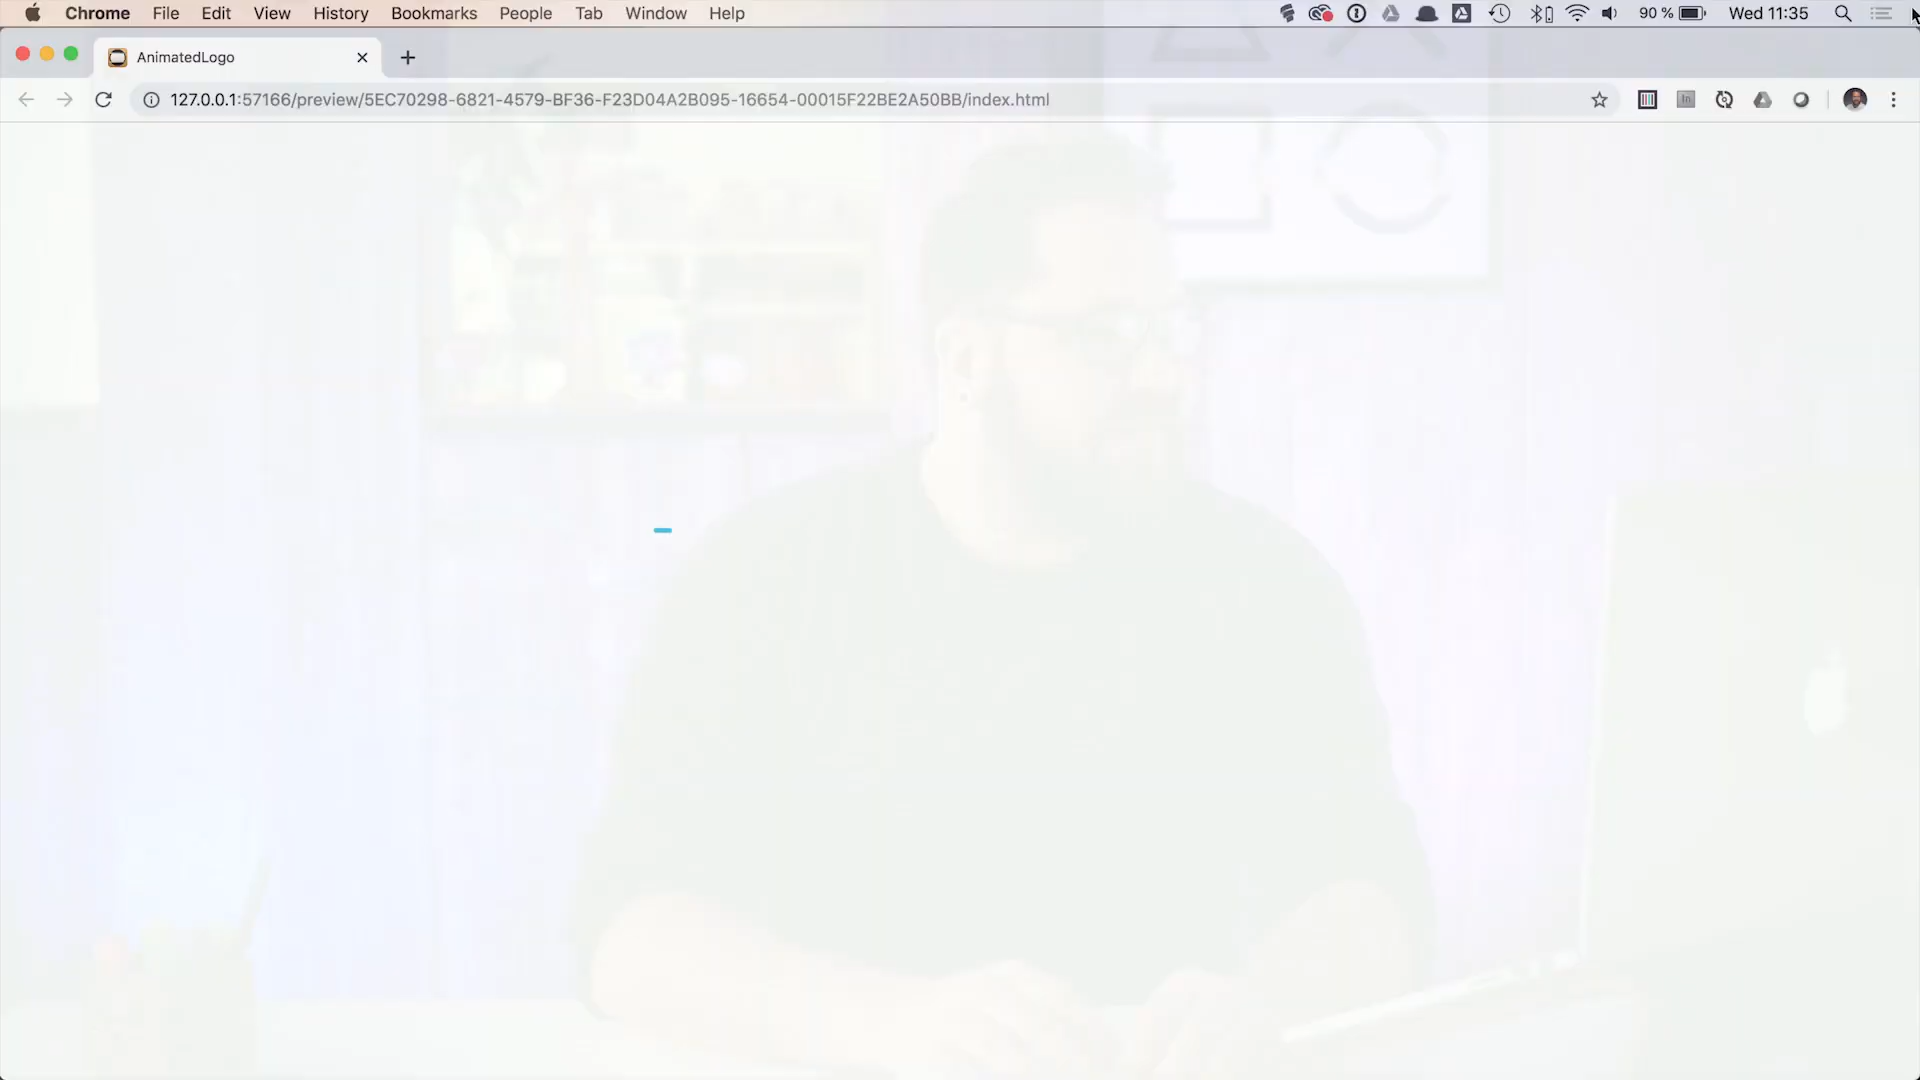 Chrome File Edit View History Bookmarks People Tab Window Help 90 % Wed 11:35
AnimatedLogo
127.0.0.1:57166/preview/5EC70298-6821-4579-BF36-F23D04A2B095-16654-00015F22BE2A50BB/index.html